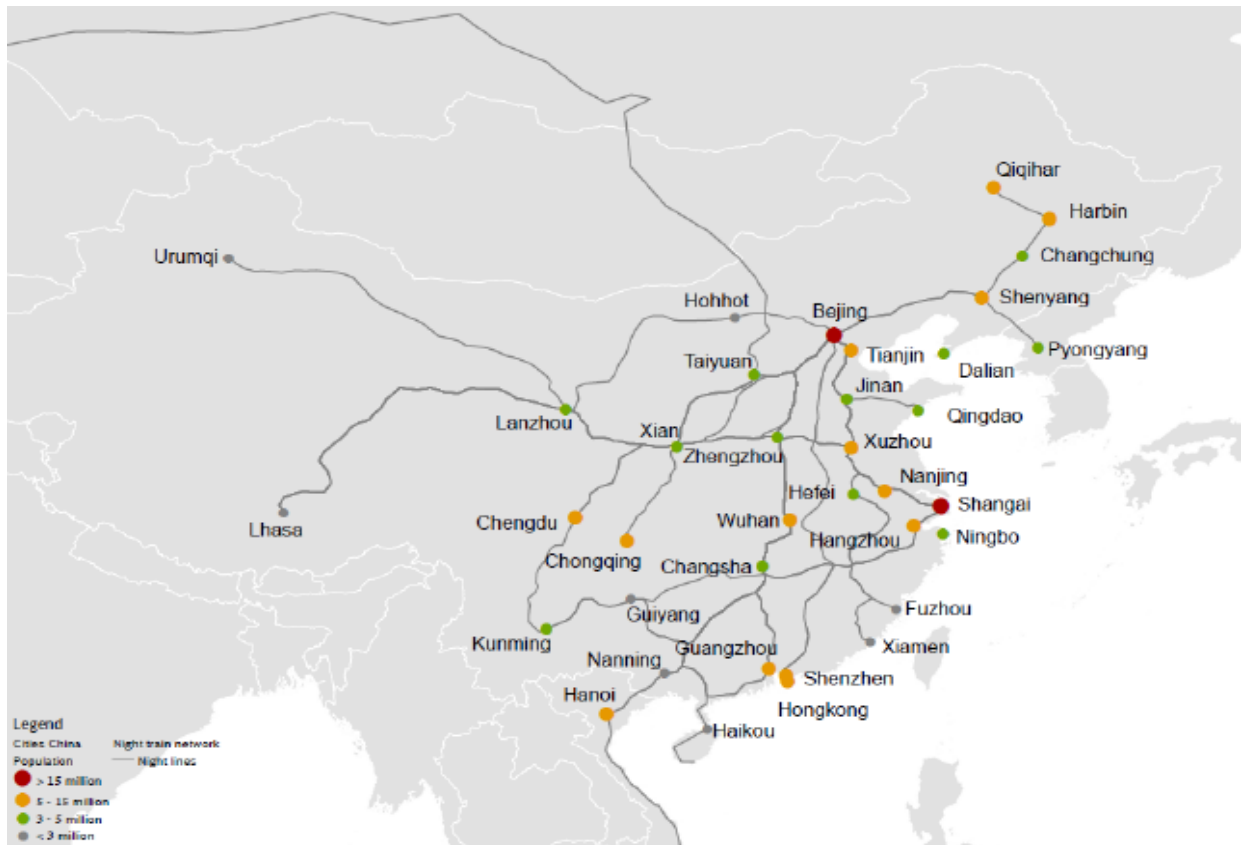 Qiqihar
Harbin
Urumqi
Changchung
Hohhot
Bejing
Shenyang
Taiyuan
Tianjin
Pyongyang
Dalian
Jinan
Lanzhou
Xian
Qingdao
Zhengzhou
Xuzhou
Nanjing
Hefei
Shangai
Lhasa
Chengdu
Wuhan
Hangzhou
Ningbo
Chongqing
Changsha
Guiyang
Fuzhou
Kunming
Guangzhou
Xiamen
Nanning
Shenzhen
Hanoi
Hongkong
Haikou
Legend
Cities China Night train network
Population Night lines
> 15 million
5 - 15 million
3 - 5 million
< 3 million